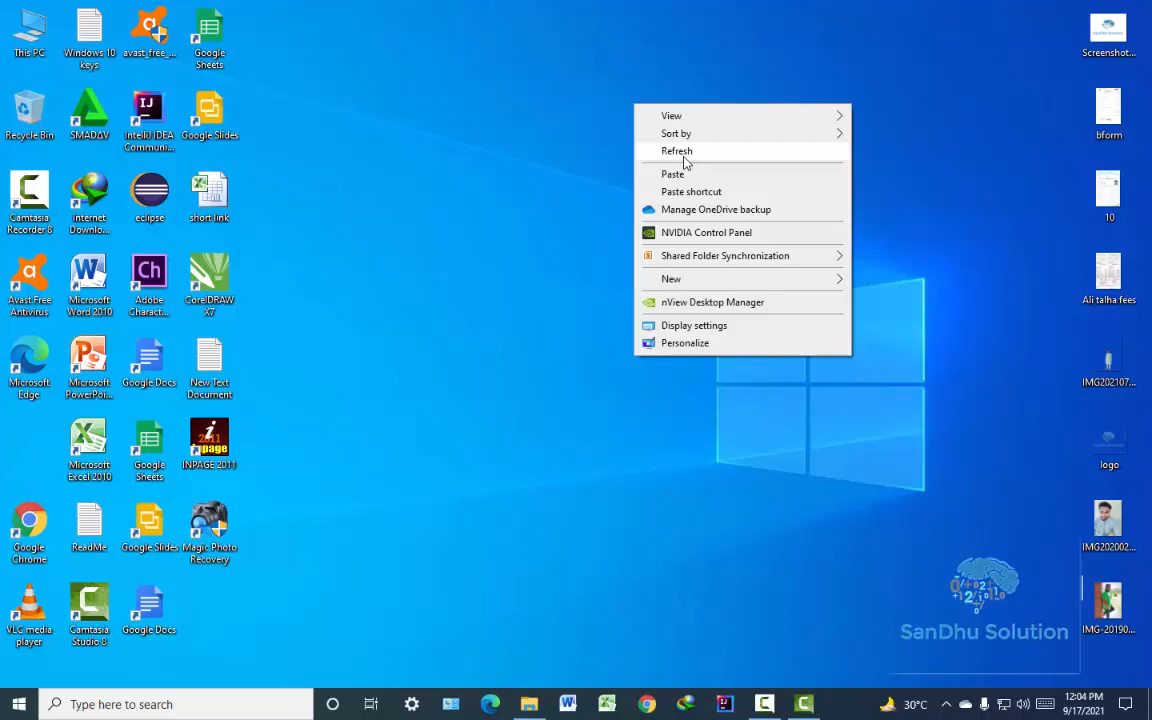 This PC
Windows 10
keys
avast_free_...
Google
Sheets
Recycle Bin
SMADAV
IntelliJ IDEA
Communi...
Google Slides
Camtasia
Recorder 8
Internet
Downlo...
eclipse
short link
Avast Free
Antivirus
Microsoft
Word 2010
Adobe
Charact...
CorelDRAW
X7
Microsoft
Edge
Microsoft
PowerPoi...
Google Docs
New Text
Document
Microsoft
Excel 2010
Google
Sheets
INPAGE 2011
Google
Chrome
ReadMe
Google Slides
Magic Photo
Recovery
VLC media
player
Camtasia
Studio 8
Google Docs
View
Sort by
Refresh
Paste
Paste shortcut
Manage OneDrive backup
NVIDIA Control Panel
Shared Folder Synchronization
New
nView Desktop Manager
Display settings
Personalize
Screenshot...
bform
10
Ali talha fees
IMG202107...
logo
IMG202002...
IMG-20190...
SanDhu Solution
Type here to search
30°C
12:04 PM
9/17/2021